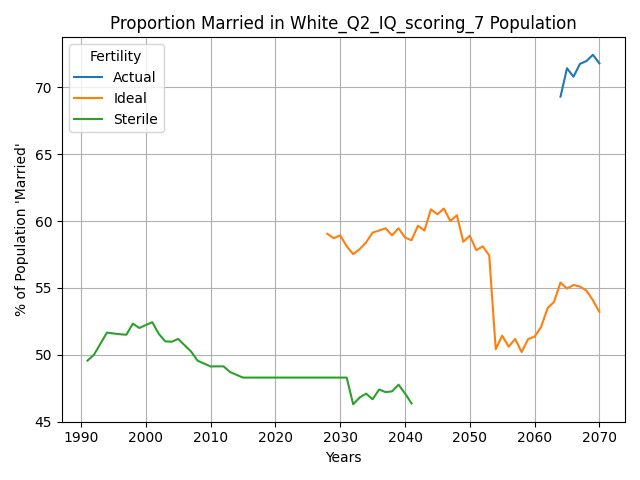 Proportion Married in White_Q2_IQ_scoring_7 Population
Fertility
Actual
Ideal
Sterile
% of Population 'Married'
70
65
60
55
50
45
1990 2000 2010 2020 2030 2040 2050 2060 2070
Years